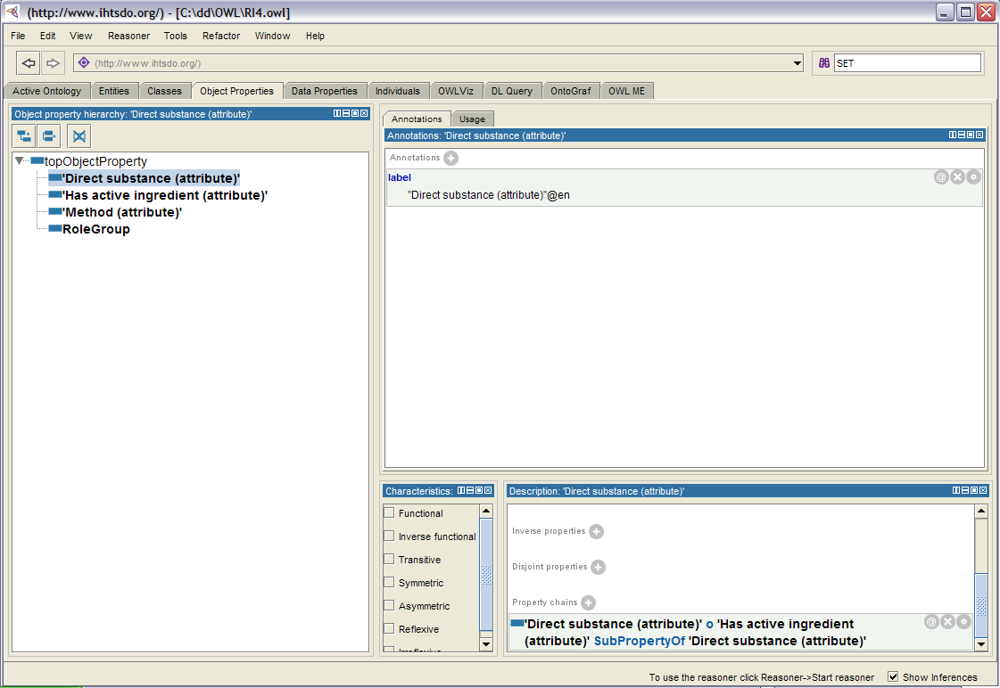 (http://www.ihtsdo.org/) - [C:\dd\OWL\RI4.owl]
File Edit View Reasoner Tools Refactor Window Help
(http://www.ihtsdo.org/)
SET
Active Ontology Entities Classes Object Properties Data Properties Individuals OWLViz DL Query OntoGraf OWL ME
Object property hierarchy: 'Direct substance (attribute)'
topObjectProperty
'Direct substance (attribute)'
'Has active ingredient (attribute)'
'Method (attribute)'
RoleGroup
Annotations Usage
Annotations: 'Direct substance (attribute)'
Annotations
label
"Direct substance (attribute)"@en
Characteristics:
Functional
Inverse functional
Transitive
Symmetric
Asymmetric
Reflexive
Irreflexive
Description: 'Direct substance (attribute)'
Inverse properties
Disjoint properties
Property chains
'Direct substance (attribute)' o 'Has active ingredient
(attribute)' SubPropertyOf 'Direct substance (attribute)'
To use the reasoner click Reasoner->Start reasoner Show Inferences